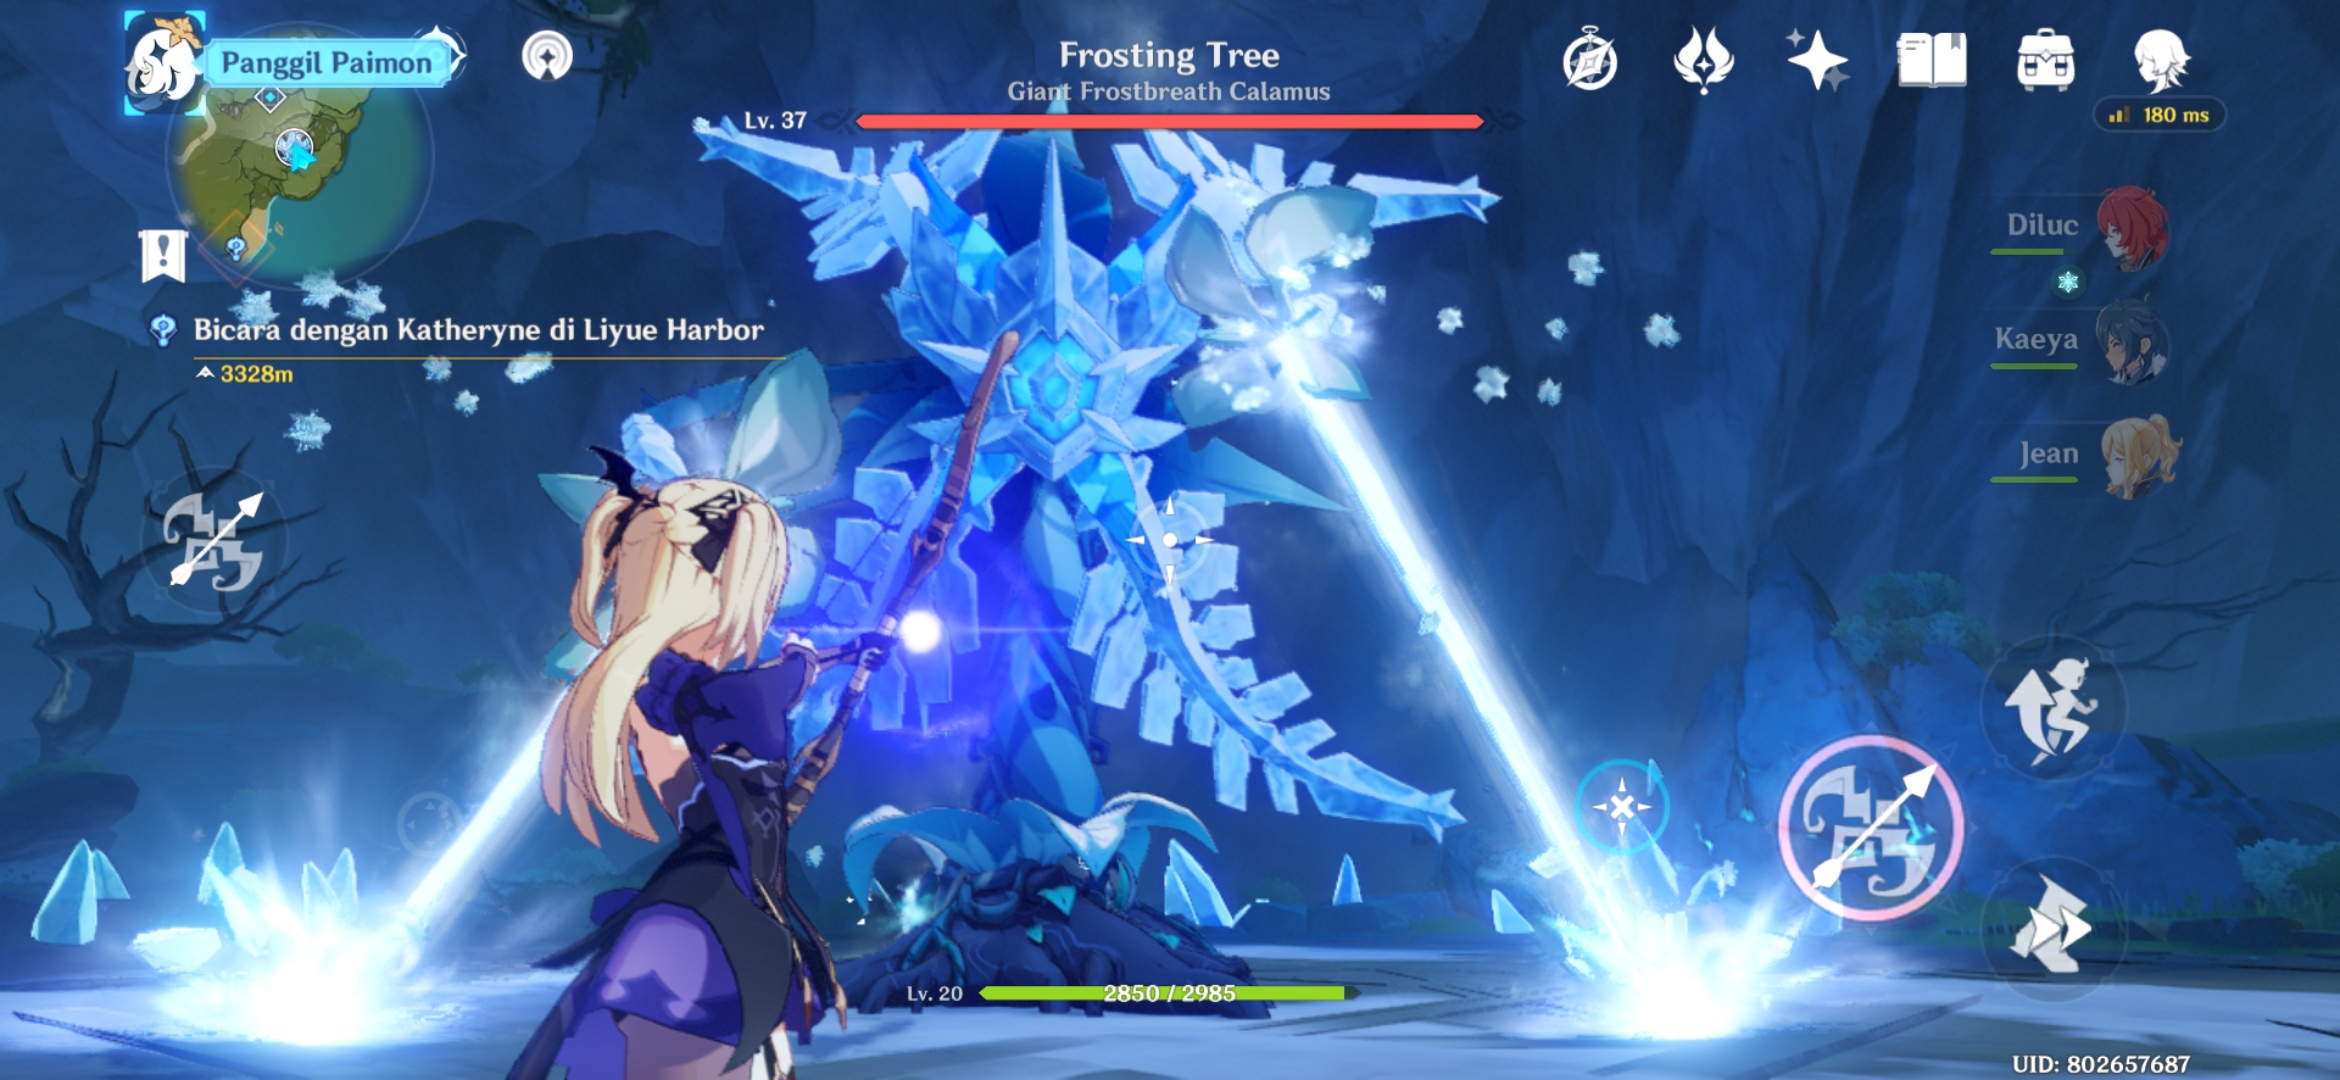 Panggil Paimon
Frosting Tree
Giant Frostbreath Calamus
Lv. 37
180 ms
Diluc
Bicara dengan Katheryne di Liyue Harbor
3328m
Kaeya
Jean
Lv. 20
2850 / 2985
UID: 802657687